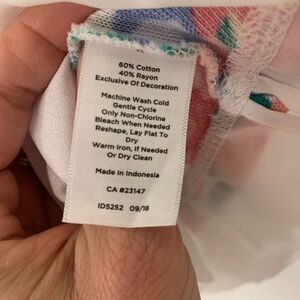 60% Cotton
40% Rayon
Exclusive Of Decoration
Machine Wash Cold
Gentle Cycle
Only Non-Chlorine
Bleach When Needed
Reshape, Lay Flat To
Dry
Warm Iron, if Needed
Or Dry Clean
Made in Indonesia
CA #23147
ID5252 09/18